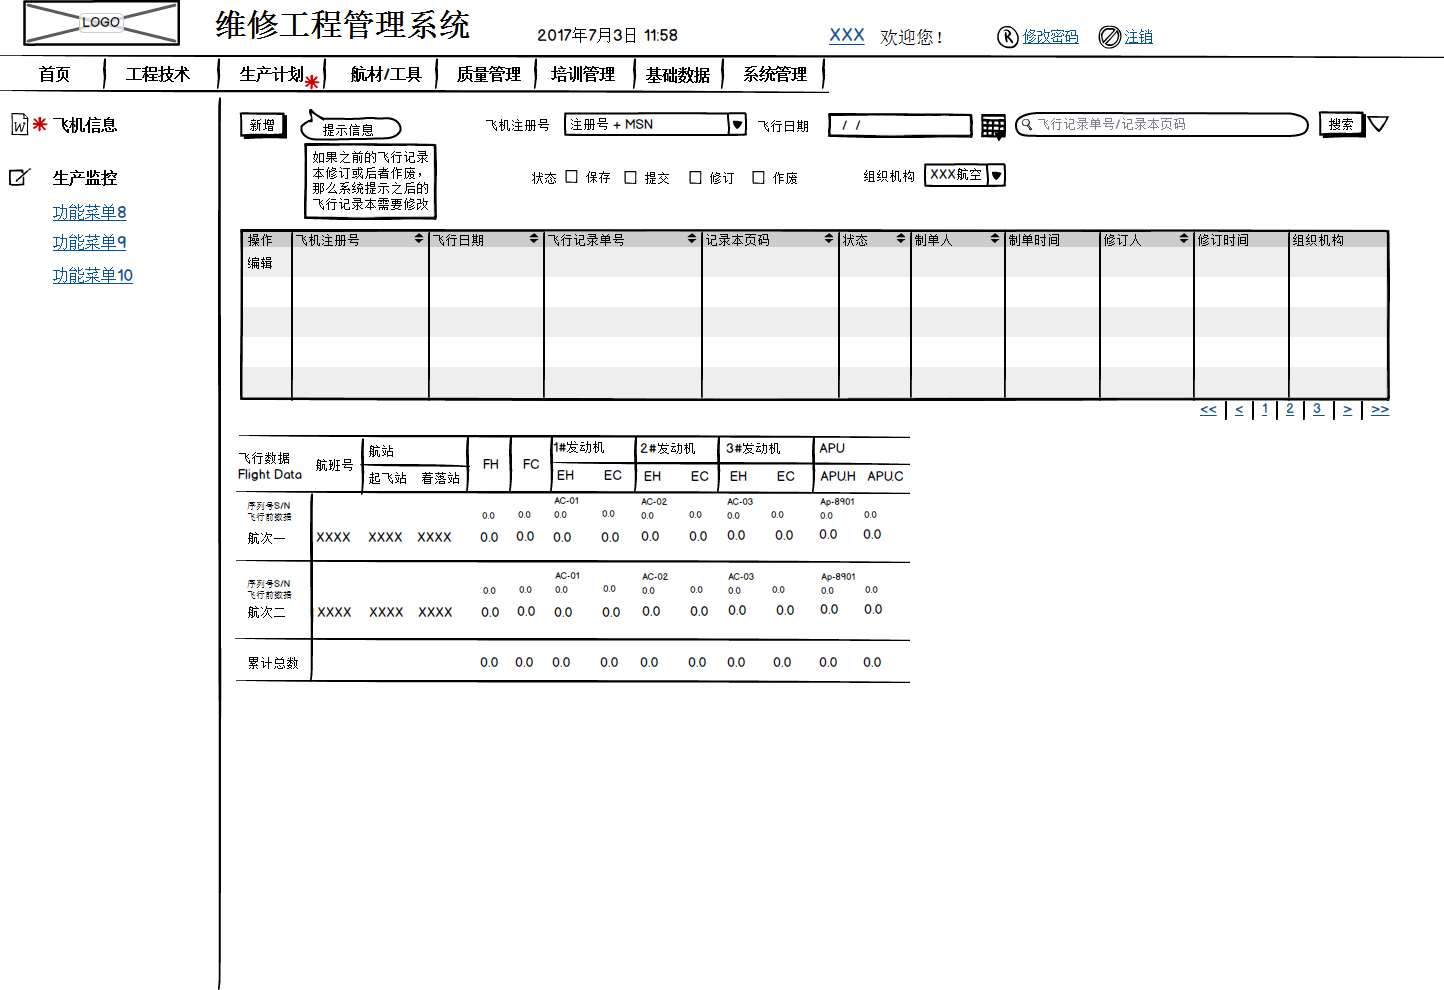 LOGO
维修工程管理系统
2017年7月3日 11:58
XXX 欢迎您！
修改密码 注销
首页 工程技术 生产计划 航材/工具 质量管理 培训管理 基础数据 系统管理
飞机信息
生产监控
功能菜单8
功能菜单9
功能菜单10
新增 提示信息 飞机注册号 注册号 + MSN 飞行日期 / / 飞行记录单号/记录本页码 搜索
如果之前的飞行记录
本修订或后者作废，
那么系统提示之后的
飞行记录本需要修改
状态 保存 提交 修订 作废 组织机构 XXX航空
操作 飞机注册号 飞行日期 飞行记录单号 记录本页码 状态 制单人 制单时间 修订人 修订时间 组织机构
编辑
<< < 1 2 3 > >>
飞行数据
Flight Data
航班号 航站 FH FC 1#发动机 2#发动机 3#发动机 APU
起飞站 着落站 EH EC EH EC EH EC APU.H APU.C
序列号S/N AC-01 AC-02 AC-03 Ap-8901
飞行前数据 0.0 0.0 0.0 0.0 0.0 0.0 0.0 0.0 0.0 0.0
航次一 XXXX XXXX XXXX 0.0 0.0 0.0 0.0 0.0 0.0 0.0 0.0 0.0 0.0
序列号S/N AC-01 AC-02 AC-03 Ap-8901
飞行前数据 0.0 0.0 0.0 0.0 0.0 0.0 0.0 0.0 0.0 0.0
航次二 XXXX XXXX XXXX 0.0 0.0 0.0 0.0 0.0 0.0 0.0 0.0 0.0 0.0
累计总数 0.0 0.0 0.0 0.0 0.0 0.0 0.0 0.0 0.0 0.0